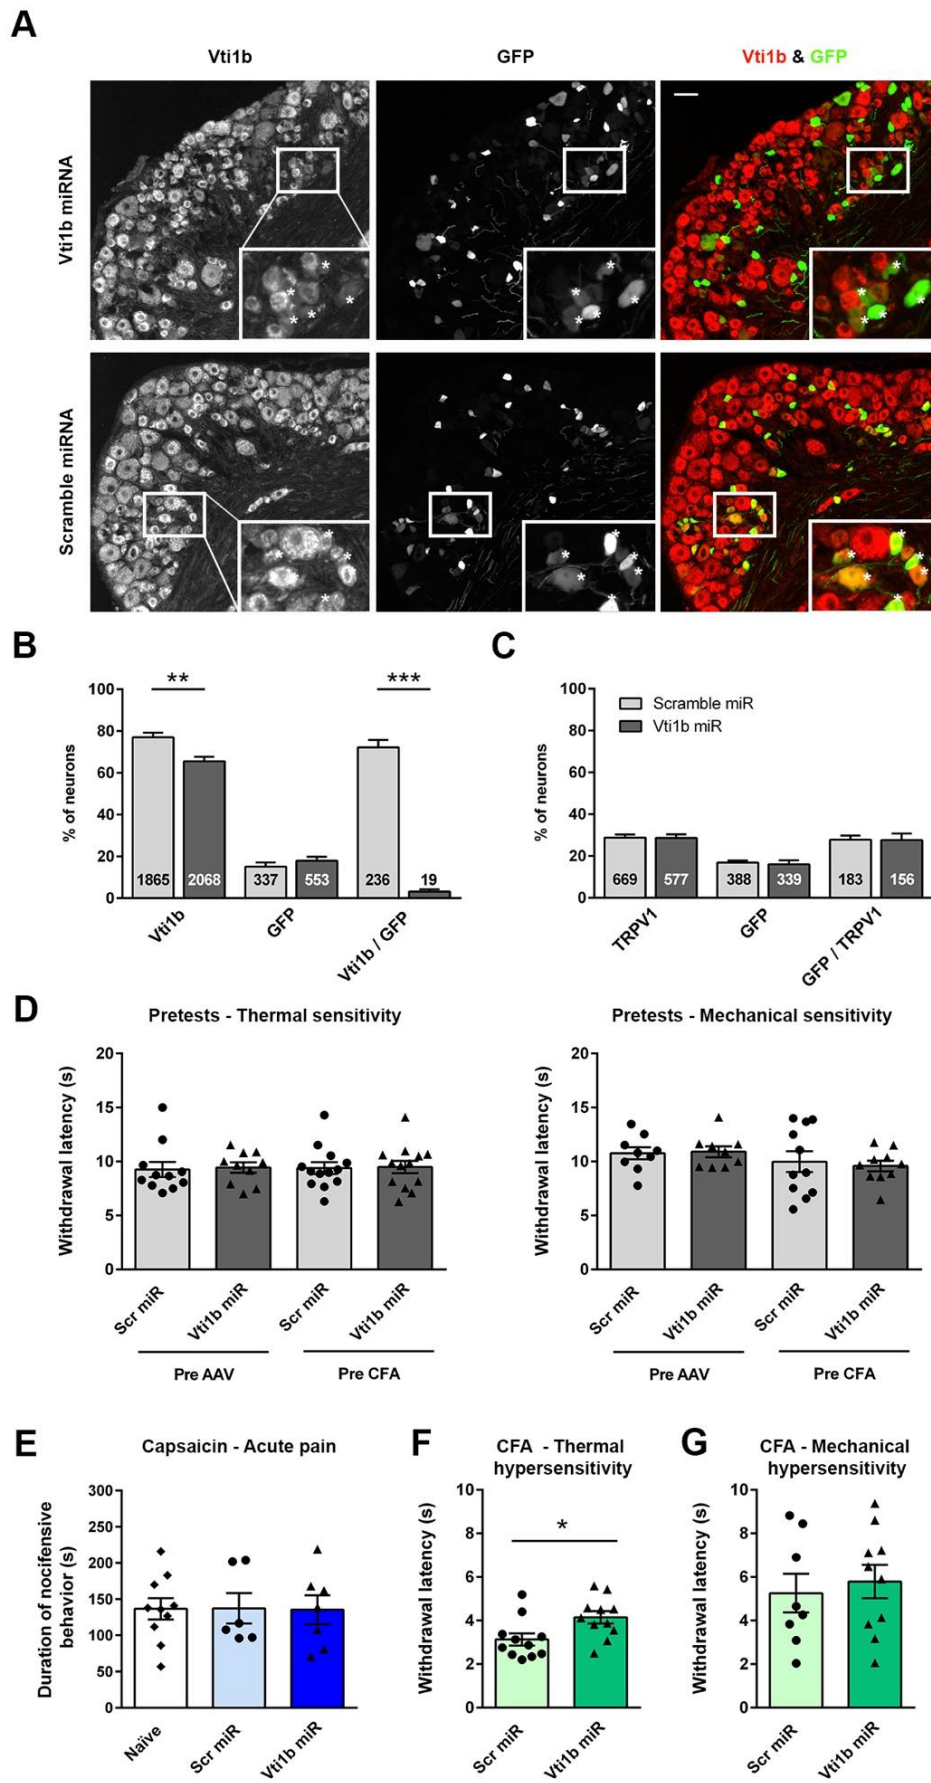 A
Vti1b
GFP
Vti1b & GFP
Vti1b miRNA
*
*
*
*
*
*
*
*
*
*
*
*
Scramble miRNA
*
*
*
*
*
*
*
*
*
*
*
*
B
% of neurons
100
80
60
40
20
0
**
***
1865
2068
337
553
236
19
Vti1b
GFP
Vti1b / GFP
C
% of neurons
100
80
60
40
20
0
Scramble miR
Vti1b miR
669
577
388
339
183
156
TRPV1
GFP
GFP / TRPV1
D
Pretests - Thermal sensitivity
Withdrawal latency (s)
20
15
10
5
0
Scr miR
Vti1b miR
Scr miR
Vti1b miR
Pre AAV
Pre CFA
Pretests - Mechanical sensitivity
Withdrawal latency (s)
20
15
10
5
0
Scr miR
Vti1b miR
Scr miR
Vti1b miR
Pre AAV
Pre CFA
E
Capsaicin - Acute pain
Duration of nocifensive
behavior (s)
300
250
200
150
100
50
0
Naïve
Scr miR
Vti1b miR
F
CFA - Thermal
hypersensitivity
Withdrawal latency (s)
10
8
6
4
2
0
*
Scr miR
Vti1b miR
G
CFA - Mechanical
hypersensitivity
Withdrawal latency (s)
10
8
6
4
2
0
Scr miR
Vti1b miR